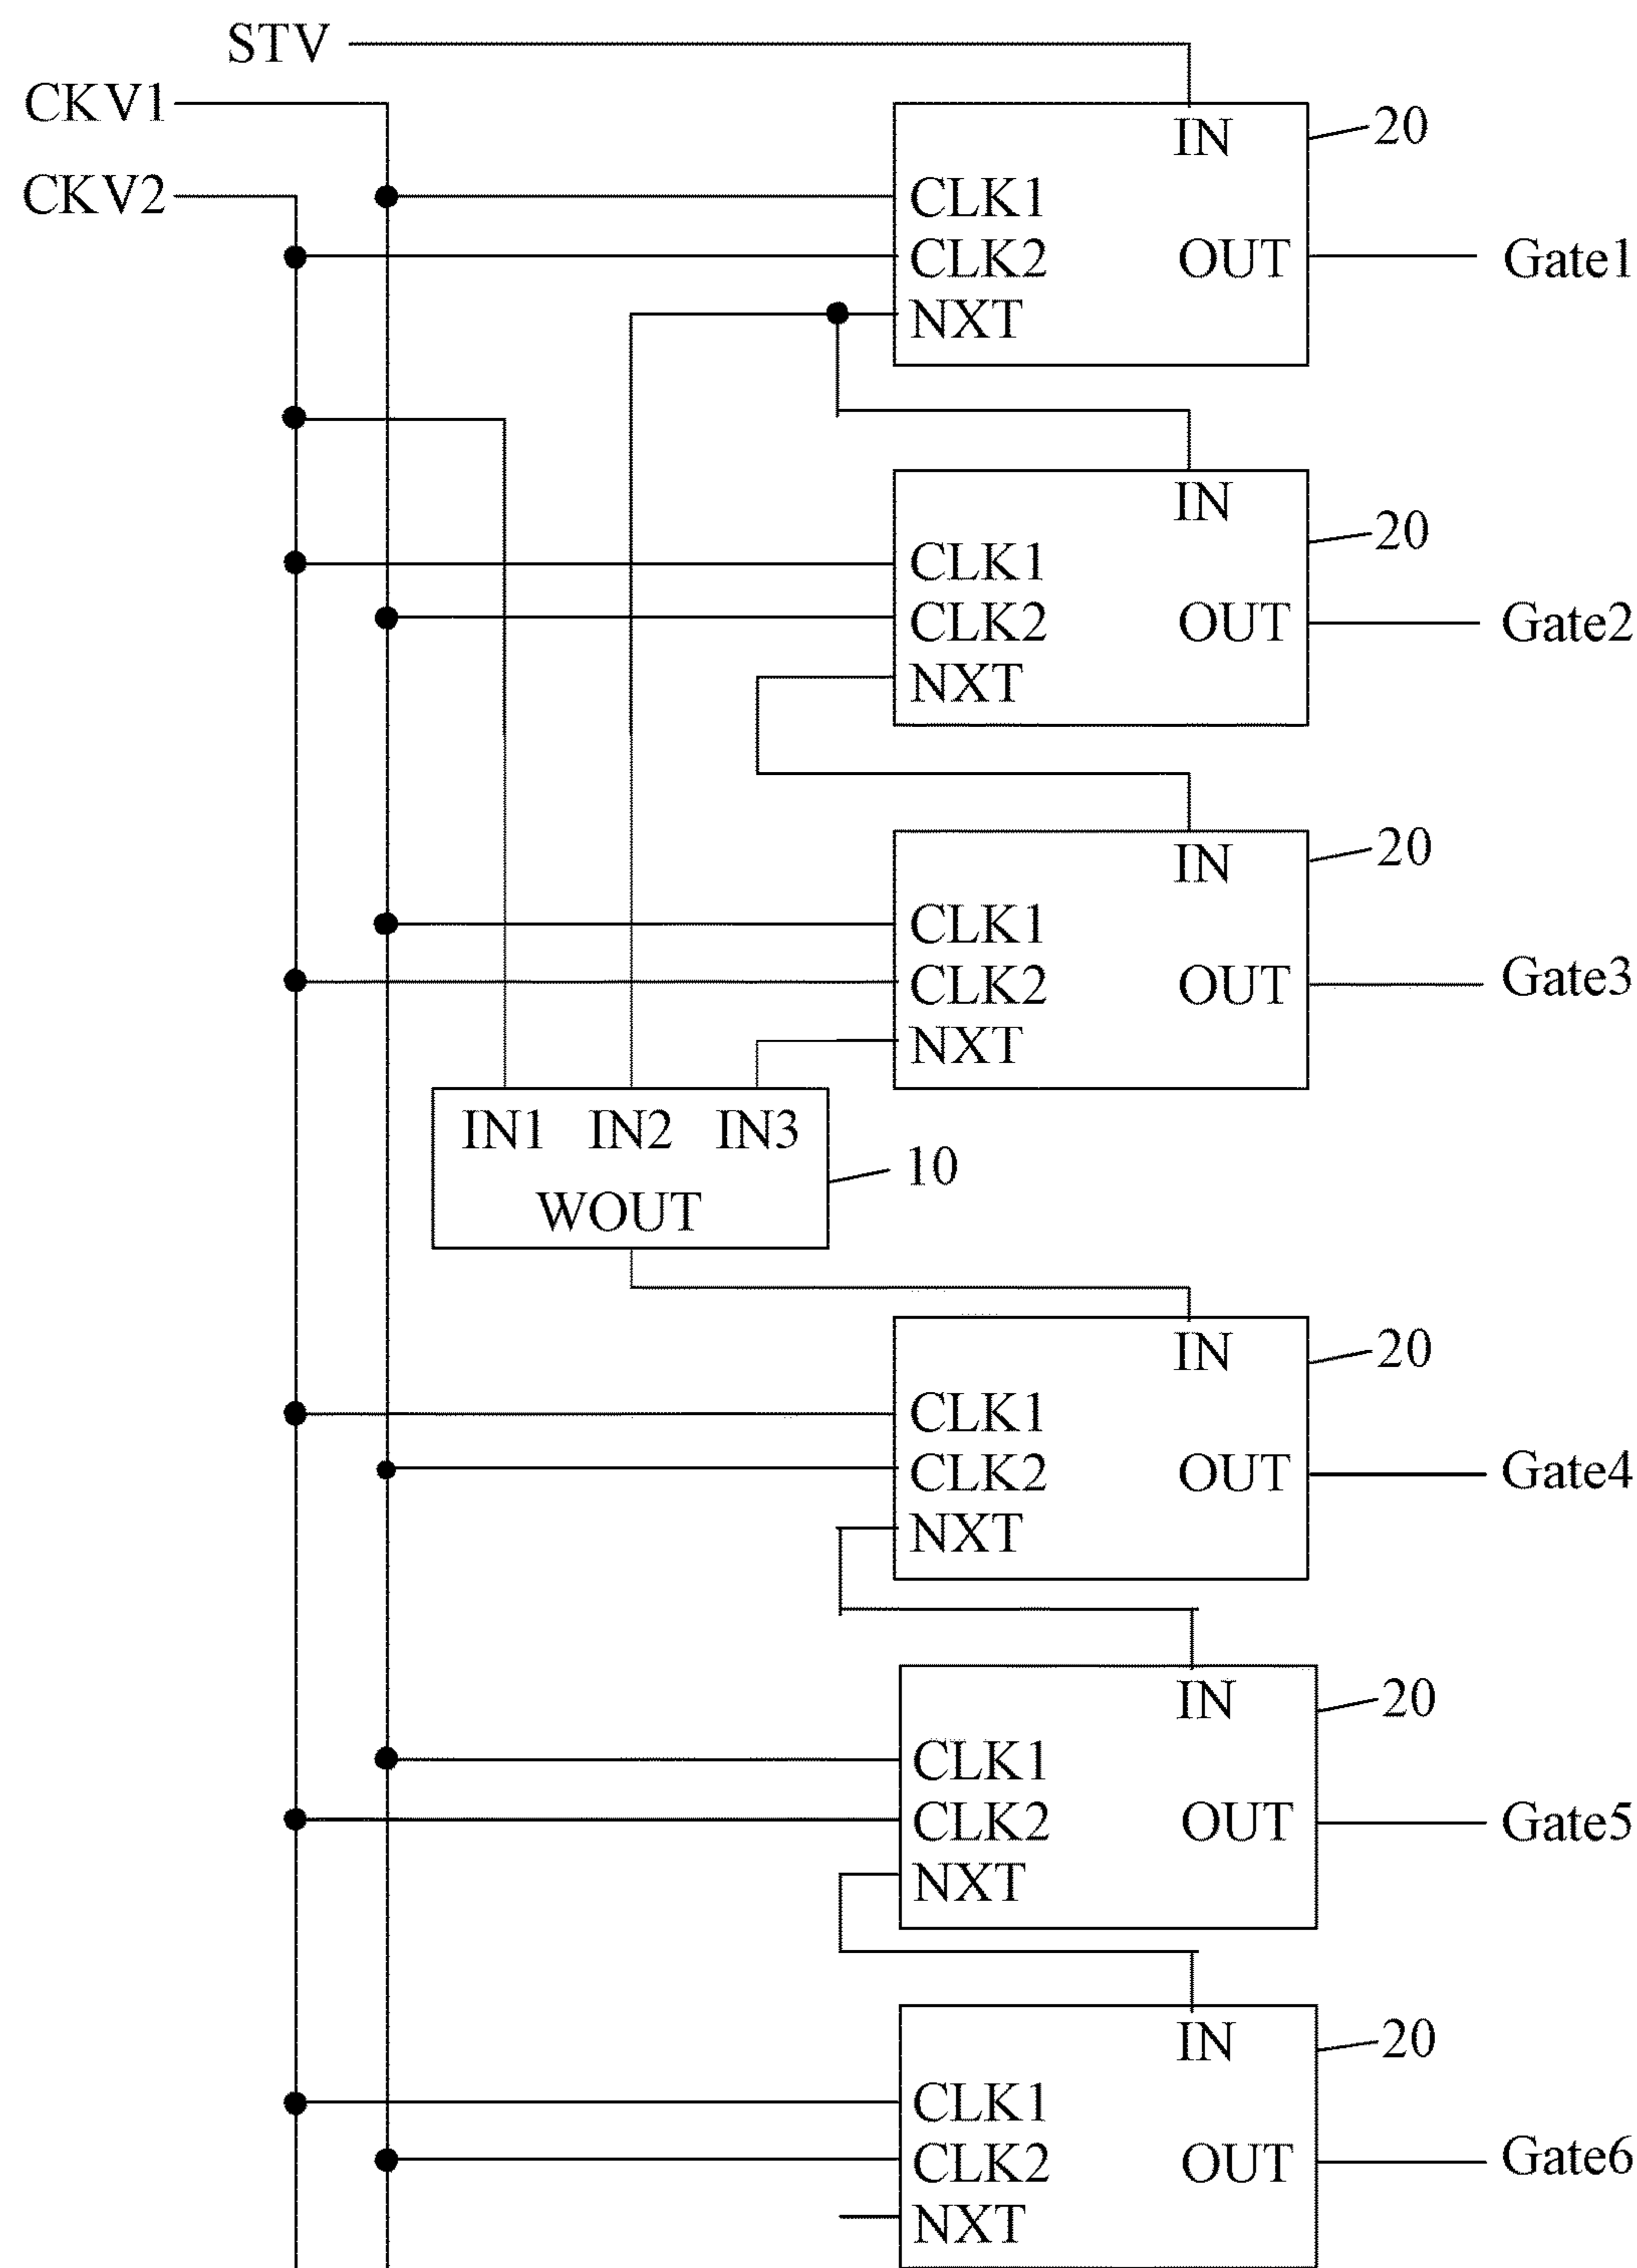 STV
CKV1
CKV2
IN
20
CLK1
CLK2
OUT
Gate1
NXT
IN
20
CLK1
CLK2
OUT
Gate2
NXT
IN
20
CLK1
CLK2
OUT
Gate3
NXT
IN1 IN2 IN3
10
WOUT
IN
20
CLK1
CLK2
OUT
Gate4
NXT
IN
20
CLK1
CLK2
OUT
Gate5
NXT
IN
20
CLK1
CLK2
OUT
Gate6
NXT